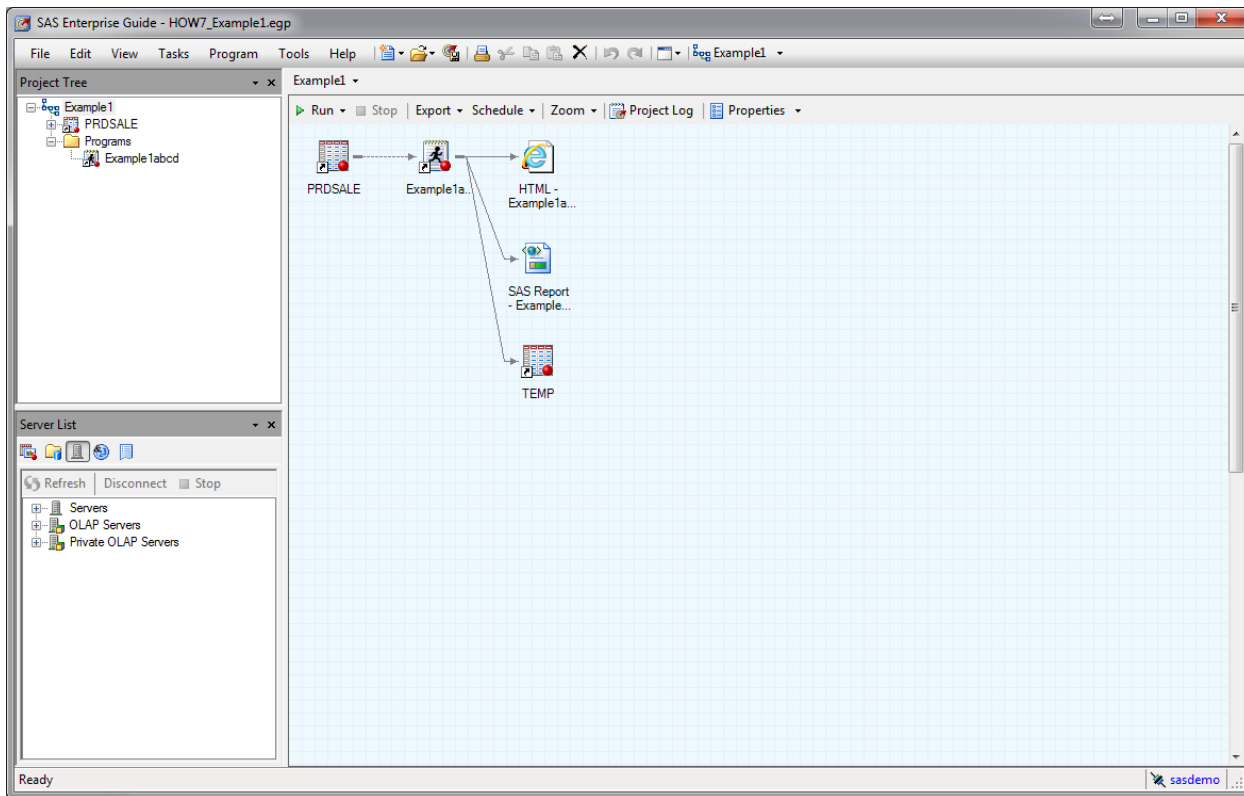 SAS Enterprise Guide - HOW7_Example1.egp
File Edit View Tasks Program Tools Help Example1
Project Tree
Example1
Example1
PRDSALE
Programs
Example1abcd
Run Stop Export Schedule Zoom Project Log Properties
PRDSALE
Example1a...
HTML -
Example1a...
SAS Report
- Example...
TEMP
Server List
Refresh Disconnect Stop
Servers
OLAP Servers
Private OLAP Servers
Ready
sasdemo